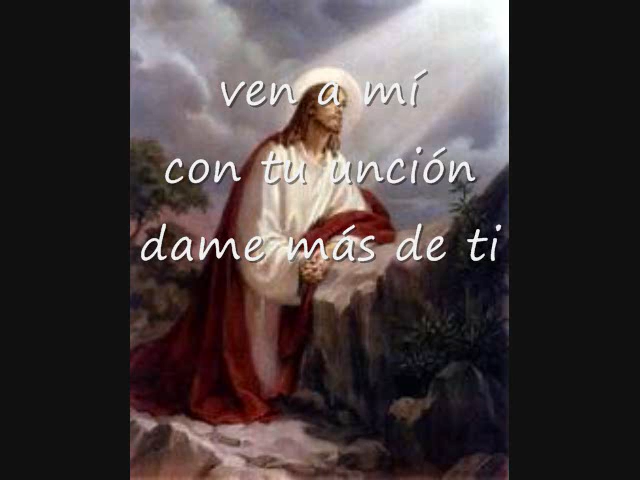 ven a mí
con tu unción
dame más de ti